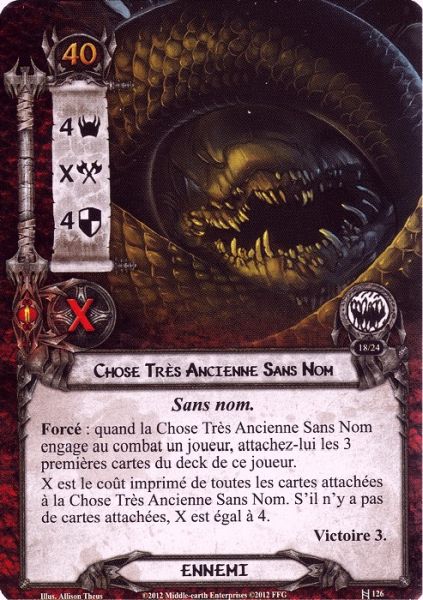 40
4
X
4
X
18/24
Chose Très Ancienne Sans Nom
Sans nom.
Forcé : quand la Chose Très Ancienne Sans Nom
engage au combat un joueur, attachez-lui les 3
premières cartes du deck de ce joueur.
X est le coût imprimé de toutes les cartes attachées
à la Chose Très Ancienne Sans Nom. S'il n'y a pas
de cartes attachées, X est égal à 4.
Victoire 3.
ENNEMI
Illus. Allison Theus ©2012 Middle-earth Enterprises ©2012 FFG 126